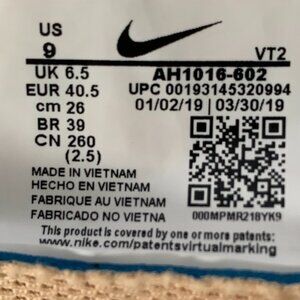 US
9
VT2
UK 6.5
EUR 40.5
cm 26
BR 39
CN 260
(2.5)
AH1016-602
UPC 00193145320994
01/02/19 | 03/30/19
MADE IN VIETNAM
HECHO EN VIETNAM
FABRIQUE AU VIETNAM
FABRICADO NO VIETNA
000MPMR218YK9
Shoe is covered by one or more patents:
www.nike.com/patentsvirtualmarking